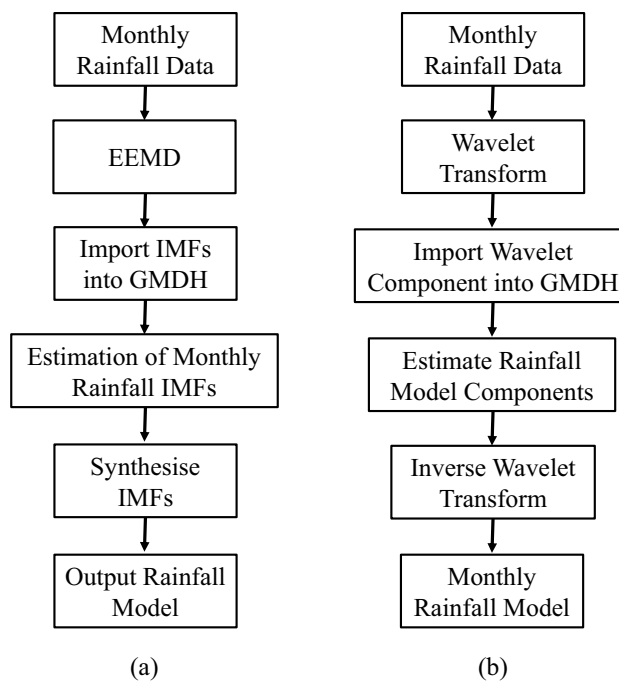 Monthly
Rainfall Data
EEMD
Import IMFs
into GMDH
Estimation of Monthly
Rainfall IMFs
Synthesise
IMFs
Output Rainfall
Model
(a)
Monthly
Rainfall Data
Wavelet
Transform
Import Wavelet
Component into GMDH
Estimate Rainfall
Model Components
Inverse Wavelet
Transform
Monthly
Rainfall Model
(b)